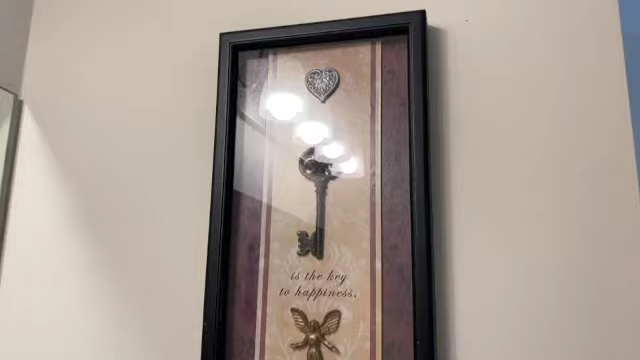 is the key
to happiness.